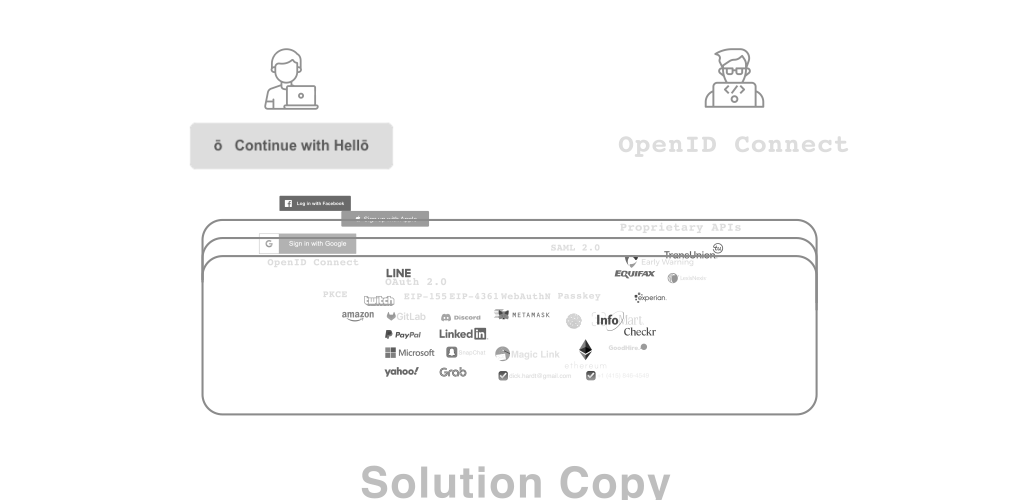 ō Continue with Hellō
OpenID Connect
Log in with Facebook
Sign up with Apple
Proprietary APIs
G Sign in with Google
SAML 2.0
TransUnion
tu
OpenID Connect
Early Warning
LINE
EQUIFAX
OAuth 2.0
PKCE
EIP-155 EIP-4361 WebAuthN Passkey
experian.
twitch
amazon
GitLab
Discord
METAMASK
InfoMart
Checkr
PayPal
LinkedIn
Microsoft
SnapChat
Magic Link
GoodHire
ethereum
yahoo!
Grab
Solution Copy